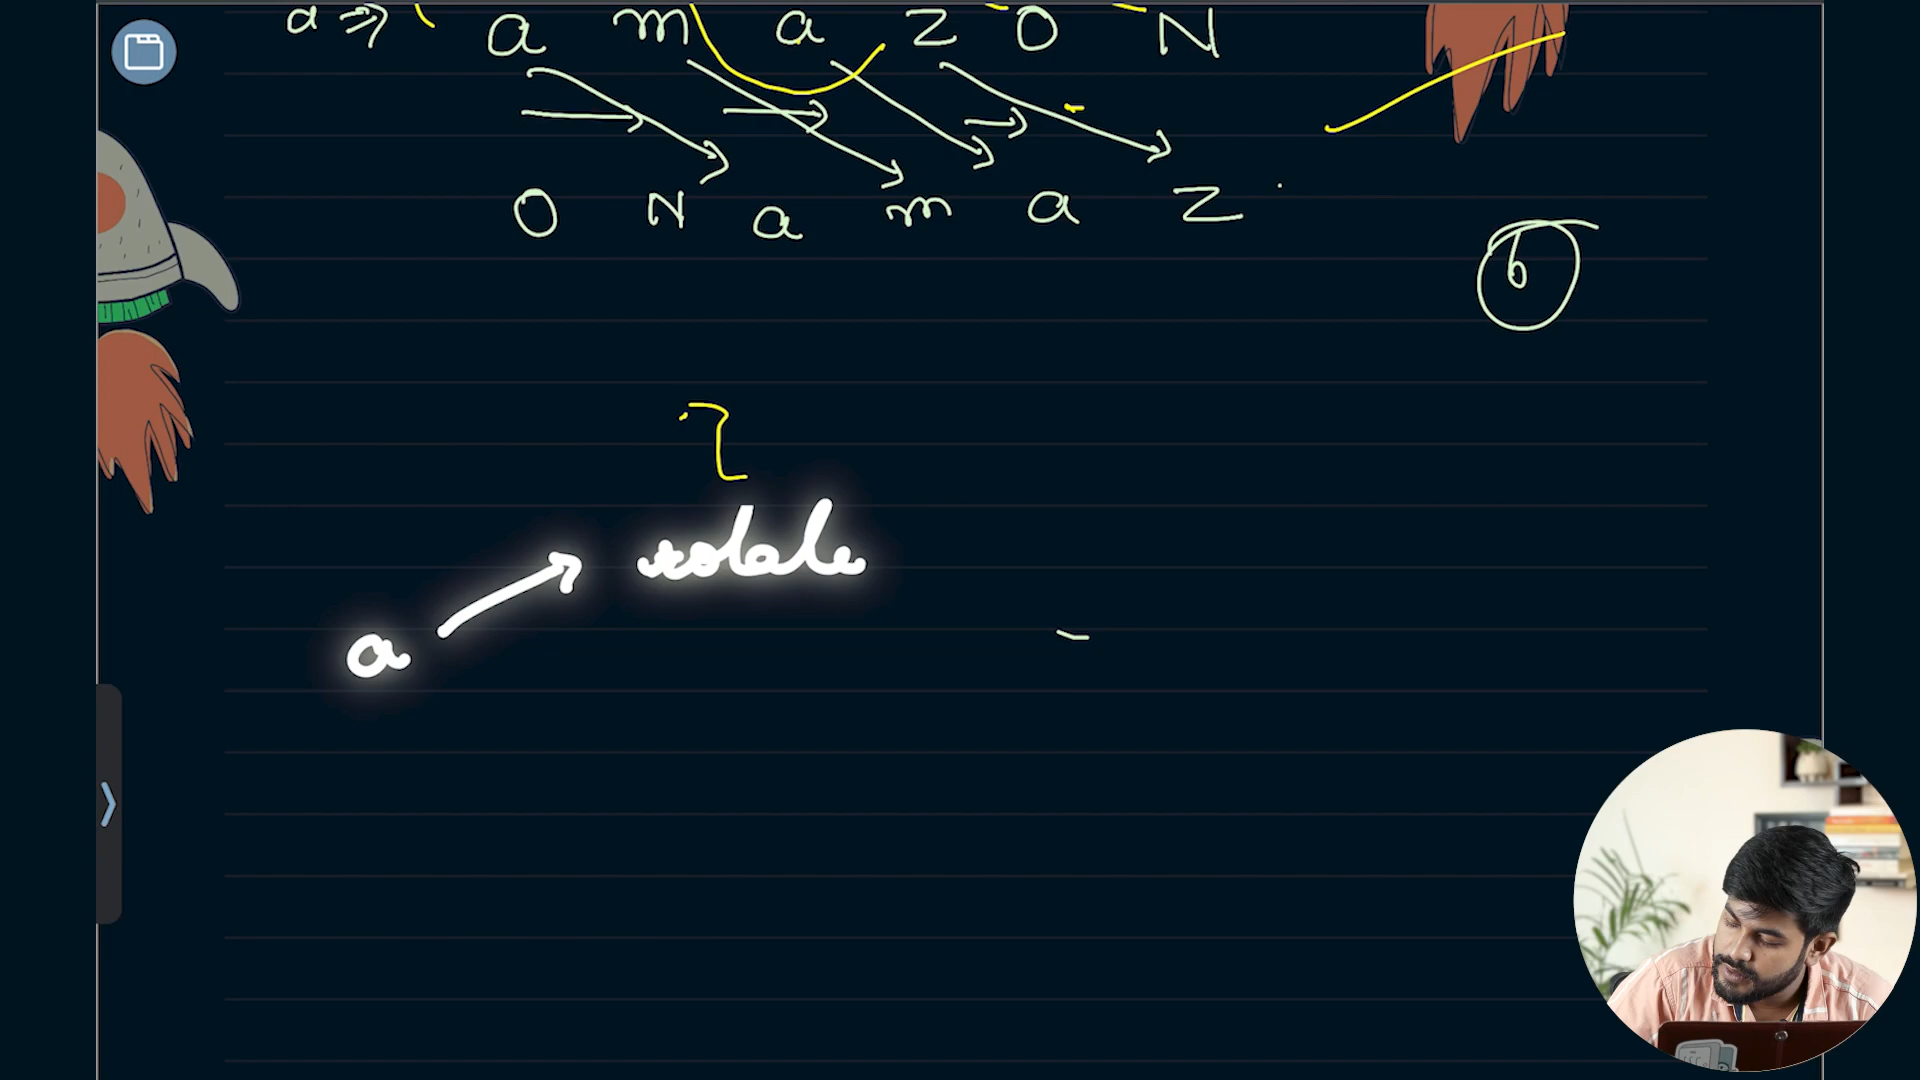 a ⇒ a m a z O N
O N a m a z
6
rotate
a